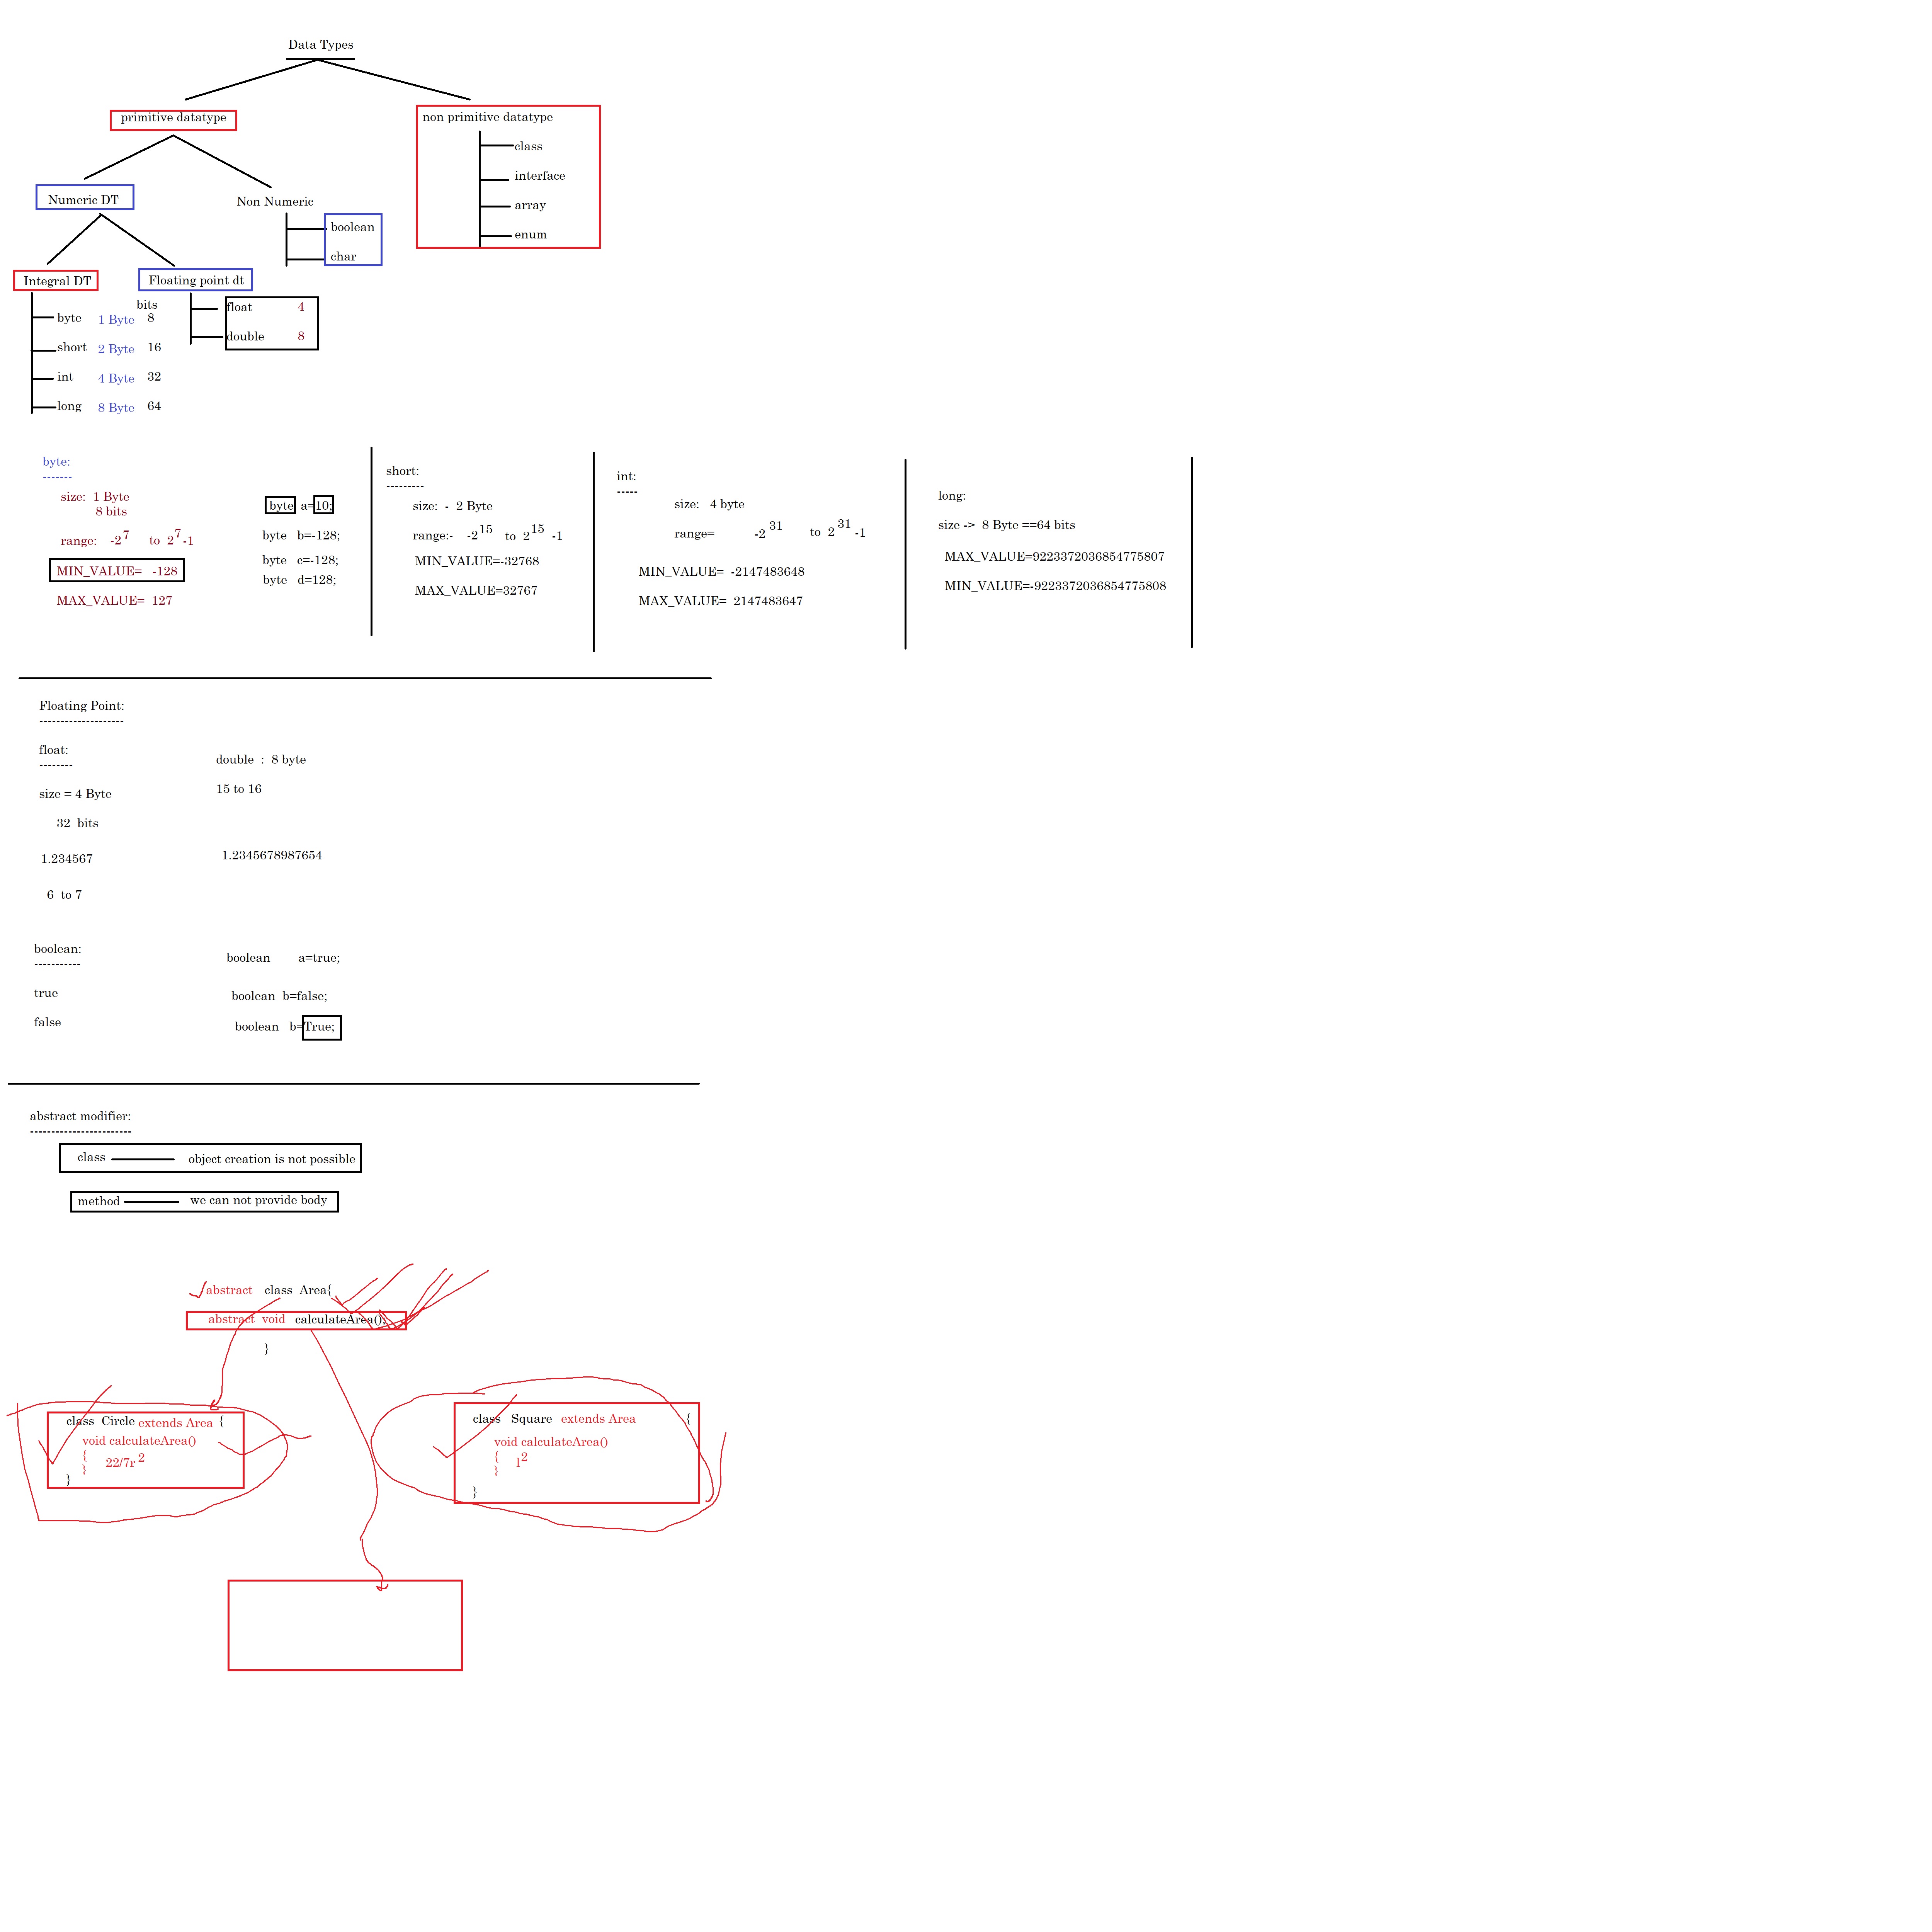 Data Types
primitive datatype
non primitive datatype
class
interface
array
enum
Numeric DT
Non Numeric
boolean
char
Integral DT
Floating point dt
bits
byte 1 Byte 8
short 2 Byte 16
int 4 Byte 32
long 8 Byte 64
float 4
double 8
byte:
-------
size: 1 Byte
8 bits
range: -2^7 to 2^7-1
MIN_VALUE= -128
MAX_VALUE= 127
byte a=10;
byte b=-128;
byte c=-128;
byte d=128;
short:
---------
size: - 2 Byte
range:- -2^15 to 2^15 -1
MIN_VALUE=-32768
MAX_VALUE=32767
int:
-----
size: 4 byte
range= -2^31 to 2^31 -1
MIN_VALUE= -2147483648
MAX_VALUE= 2147483647
long:
size -> 8 Byte ==64 bits
MAX_VALUE=9223372036854775807
MIN_VALUE=-9223372036854775808
Floating Point:
--------------------
float:
--------
size = 4 Byte
32 bits
1.234567
6 to 7
double : 8 byte
15 to 16
1.2345678987654
boolean:
-----------
true
false
boolean a=true;
boolean b=false;
boolean b=True;
abstract modifier:
------------------------
class object creation is not possible
method we can not provide body
abstract class Area{
abstract void calculateArea();
}
class Circle extends Area {
void calculateArea()
{
22/7r^2
}
}
class Square extends Area {
void calculateArea()
{
l^2
}
}